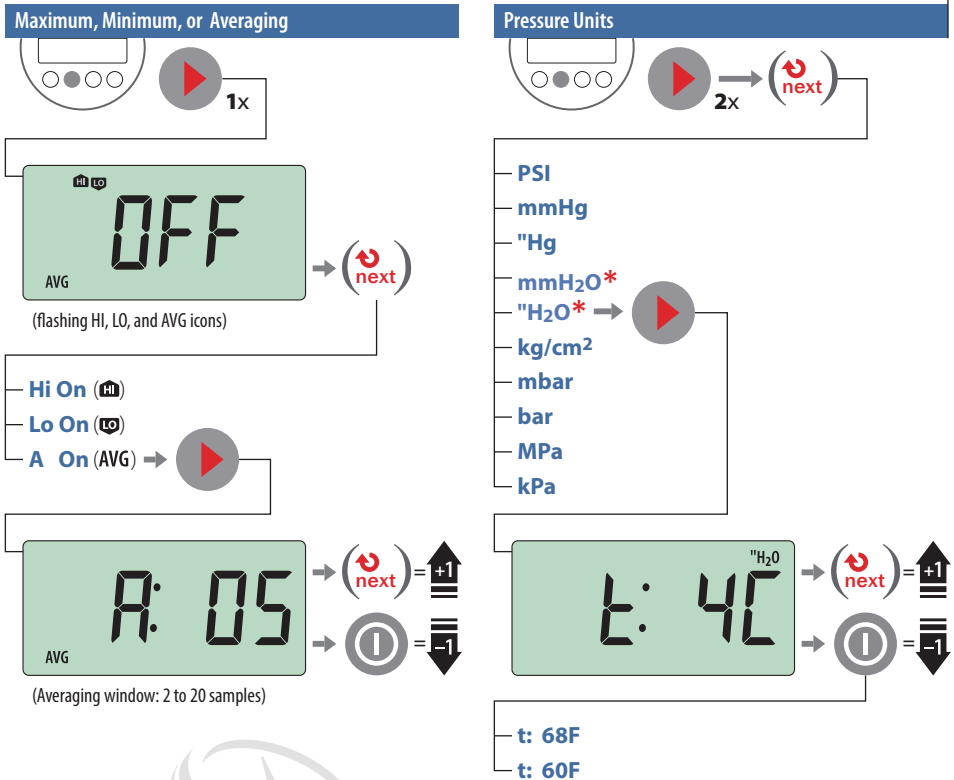 Maximum, Minimum, or Averaging
1x
HI LO
OFF
AVG
next
(flashing HI, LO, and AVG icons)
Hi On (HI)
Lo On (LO)
A On (AVG)
A: 05
AVG
next = +1
= -1
(Averaging window: 2 to 20 samples)
Pressure Units
2x
next
PSI
mmHg
"Hg
mmH2O*
"H2O*
kg/cm2
mbar
bar
MPa
kPa
"H2O
t: 4C
next = +1
= -1
t: 68F
t: 60F